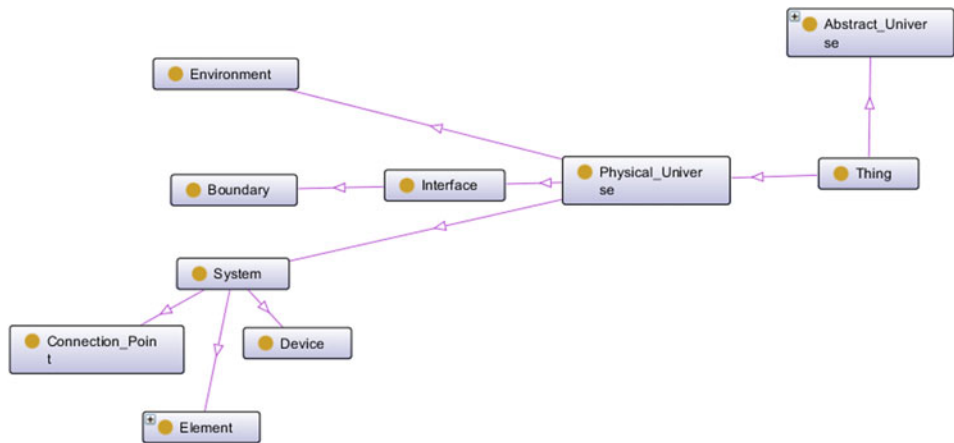 Abstract_Univer
se
Environment
Physical_Univer
se
Thing
Boundary
Interface
System
Connection_Poin
t
Device
Element